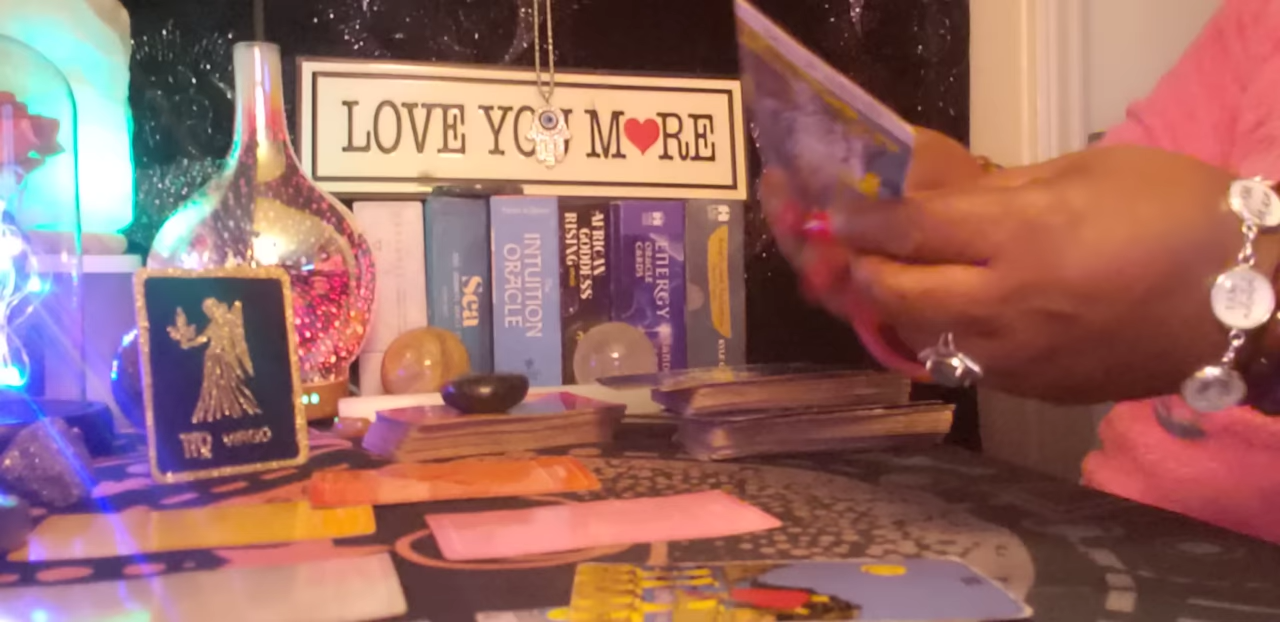 LOVE YOU MORE
Sea
INTUITION
ORACLE
AFRICAN
GODDESS
RISING
ENERGY
ORACLE
CARDS
VIRGO